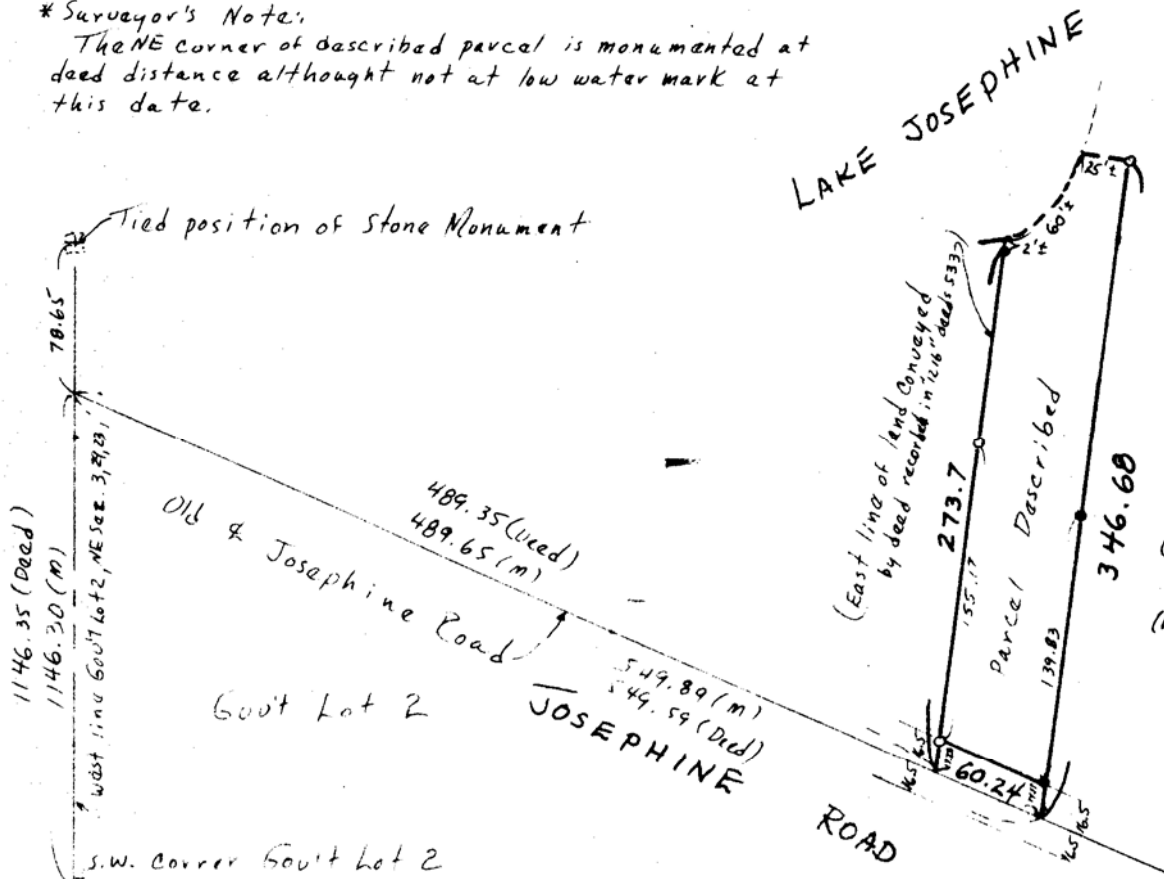 * Surveyor's Note:
The NE corner of described parcel is monumented at
deed distance althought not at low water mark at
this date.
LAKE JOSEPHINE
Tied position of Stone Monument
78.65
25'±
60'±
2'±
(East line of land Conveyed
by deed recorded in "1216" deeds 533)
273.7
155.17
Parcel Described
346.68
139.83
1146.35 (Deed)
1146.30 (M)
West line Gov't Lot 2, NE Sec. 3,29,23,
489.35 (Deed)
489.65 (M)
Old ₵ Josephine Road
549.89 (M)
549.59 (Deed)
Gov't Lot 2
JOSEPHINE
ROAD
16.5
16.5
60.24
16.5
16.5
S.W. Corner Gov't Lot 2